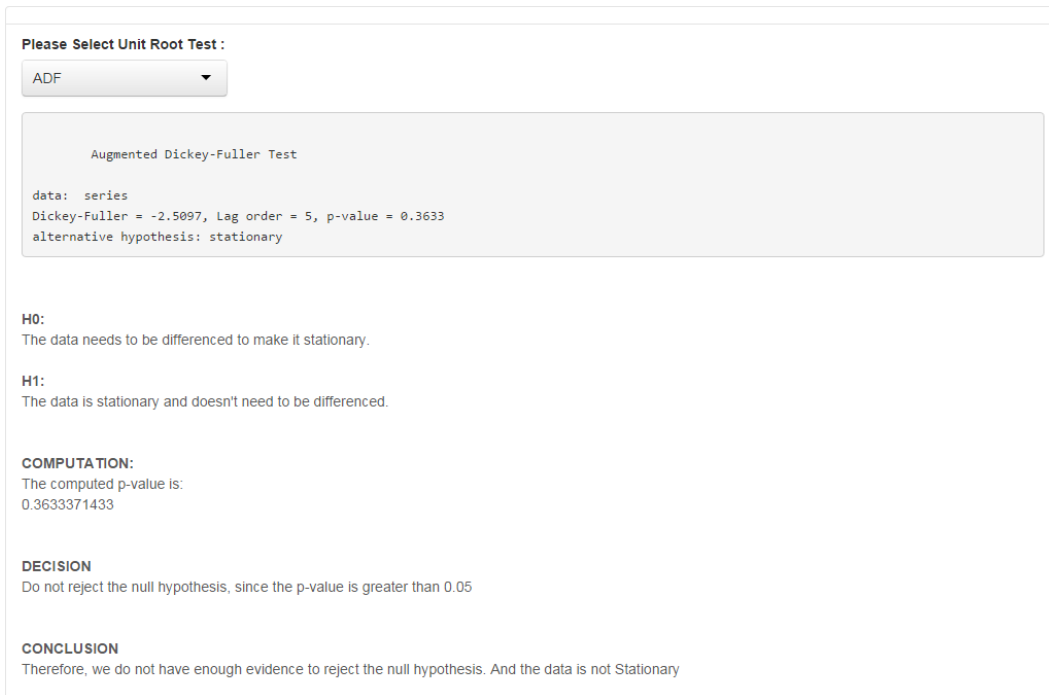 Please Select Unit Root Test :
ADF
Augmented Dickey-Fuller Test
data:  series
Dickey-Fuller = -2.5097, Lag order = 5, p-value = 0.3633
alternative hypothesis: stationary
H0:
The data needs to be differenced to make it stationary.
H1:
The data is stationary and doesn't need to be differenced.
COMPUTATION:
The computed p-value is:
0.3633371433
DECISION
Do not reject the null hypothesis, since the p-value is greater than 0.05
CONCLUSION
Therefore, we do not have enough evidence to reject the null hypothesis. And the data is not Stationary